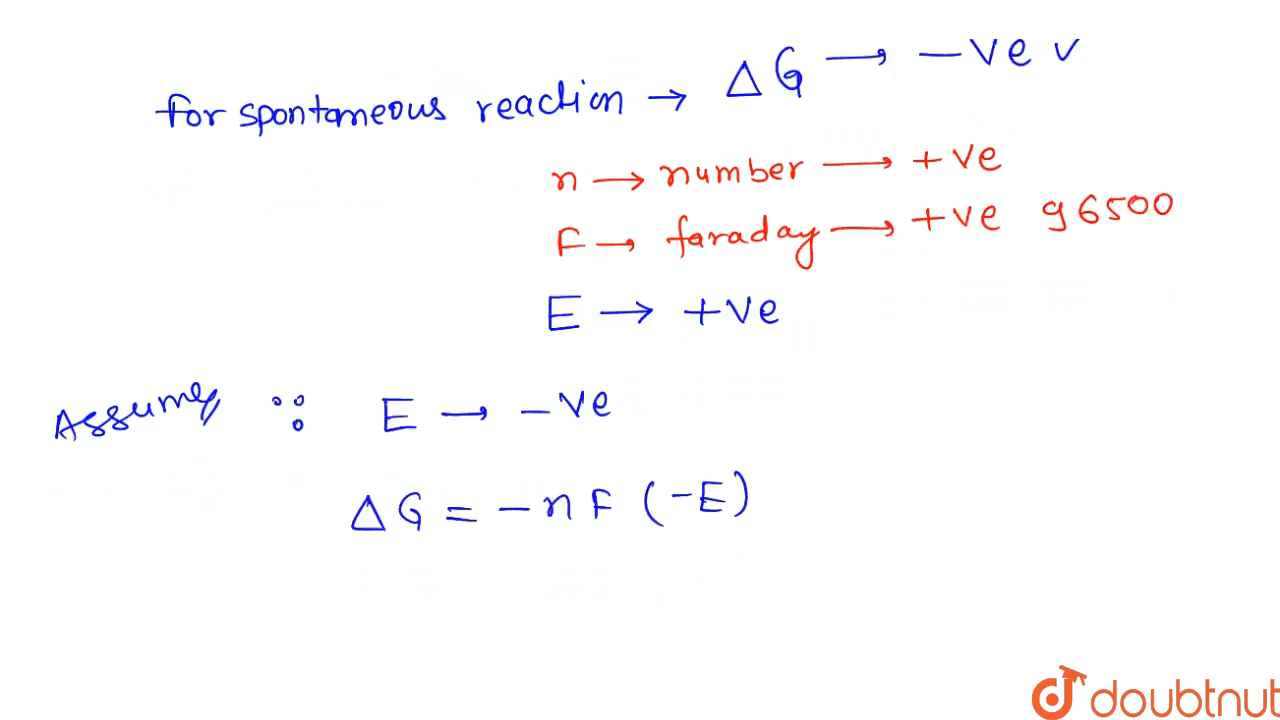 for spontaneous reaction → ΔG → -ve ✓
n → number → +ve
F → faraday → +ve 96500
E → +ve
Assume, ∵ E → -ve
ΔG = -nF(-E)
doubtnut